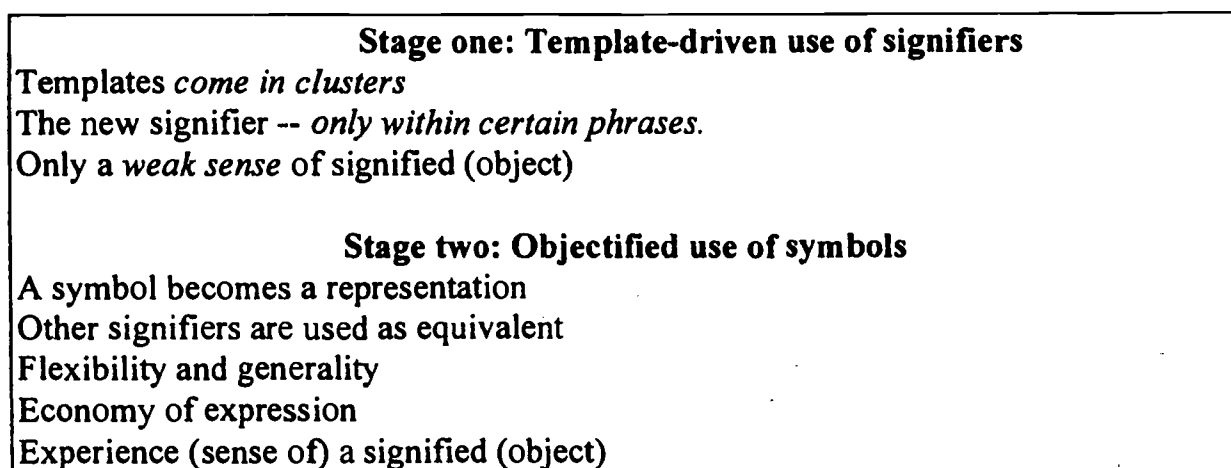 Stage one: Template-driven use of signifiers
Templates come in clusters
The new signifier -- only within certain phrases.
Only a weak sense of signified (object)
Stage two: Objectified use of symbols
A symbol becomes a representation
Other signifiers are used as equivalent
Flexibility and generality
Economy of expression
Experience (sense of) a signified (object)